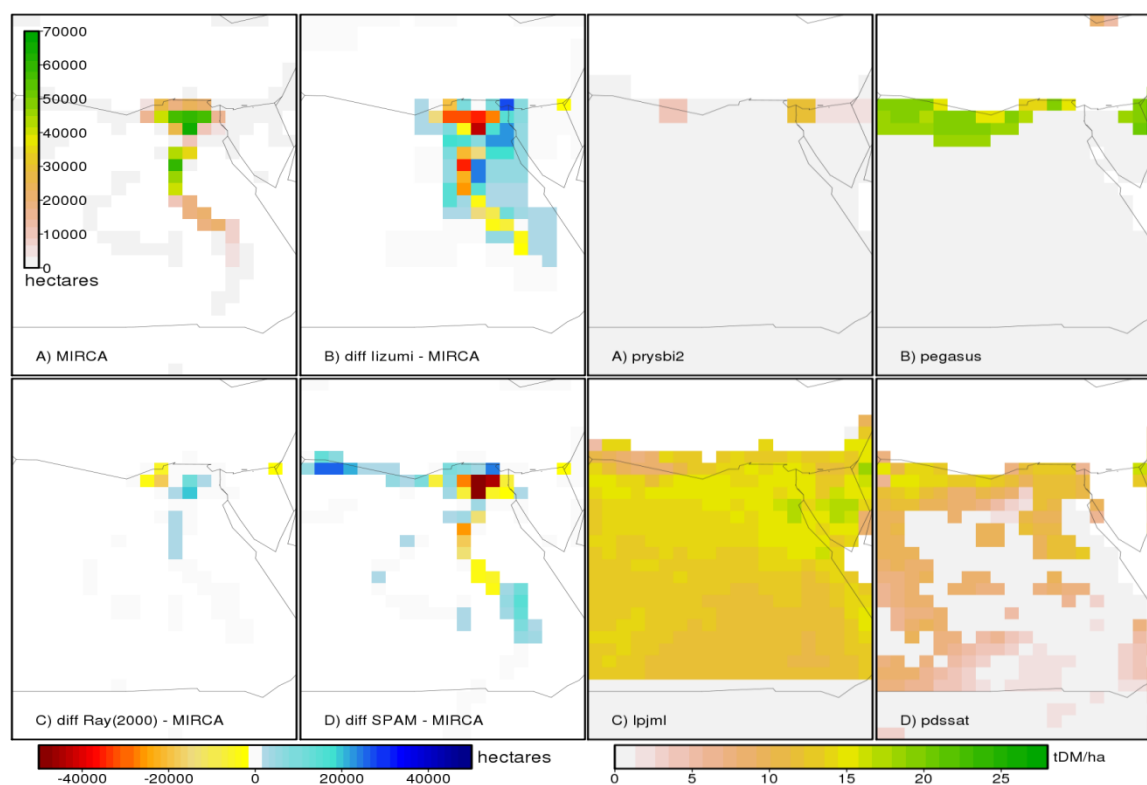 70000
60000
50000
40000
30000
20000
10000
0
hectares
A) MIRCA
B) diff Iizumi - MIRCA
A) prysbi2
B) pegasus
C) diff Ray(2000) - MIRCA
D) diff SPAM - MIRCA
C) lpjml
D) pdssat
hectares
-40000 -20000 0 20000 40000
tDM/ha
0 5 10 15 20 25